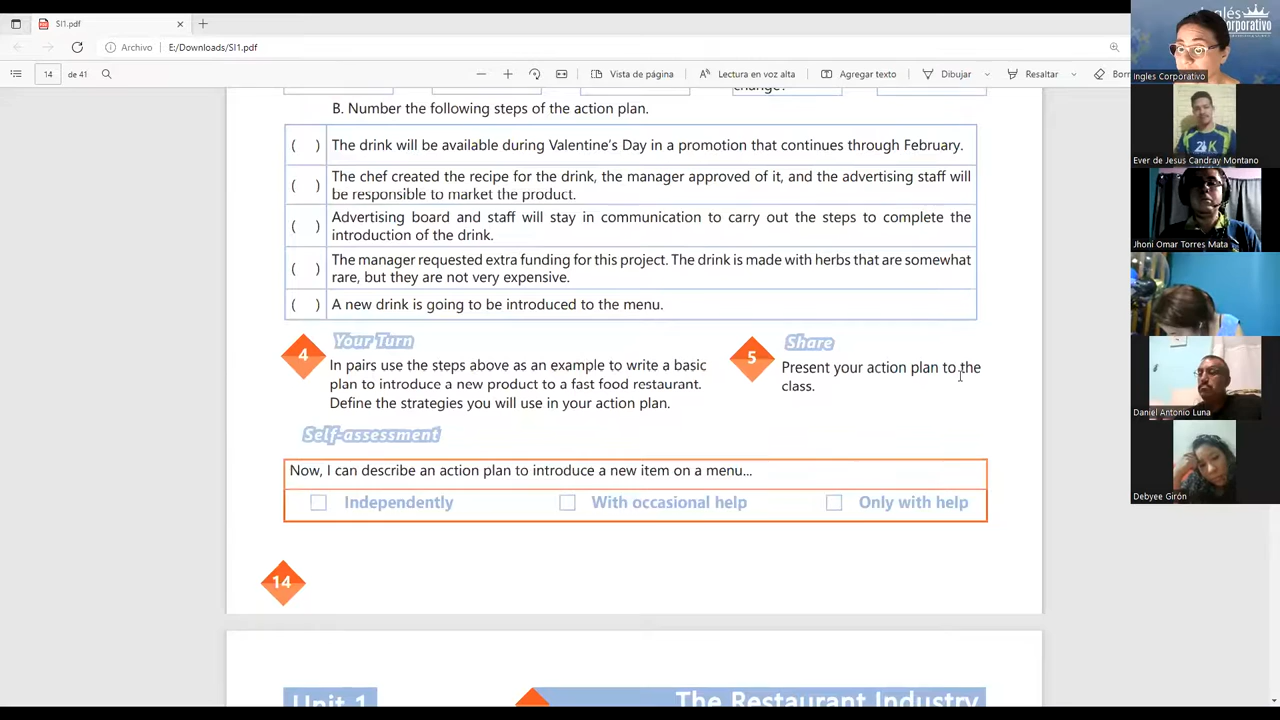 SI1.pdf
Archivo
E:/Downloads/SI1.pdf
14
de 41
Vista de página
Lectura en voz alta
Agregar texto
Dibujar
Resaltar
change?
B. Number the following steps of the action plan.
( ) The drink will be available during Valentine's Day in a promotion that continues through February.
( ) The chef created the recipe for the drink, the manager approved of it, and the advertising staff will
be responsible to market the product.
( ) Advertising board and staff will stay in communication to carry out the steps to complete the
introduction of the drink.
( ) The manager requested extra funding for this project. The drink is made with herbs that are somewhat
rare, but they are not very expensive.
( ) A new drink is going to be introduced to the menu.
4
Your Turn
In pairs use the steps above as an example to write a basic
plan to introduce a new product to a fast food restaurant.
Define the strategies you will use in your action plan.
5
Share
Present your action plan to the
class.
Self-assessment
Now, I can describe an action plan to introduce a new item on a menu...
Independently
With occasional help
Only with help
14
Unit 1
The Restaurant Industry
Ingles Corporativo
Ever de Jesus Candray Montano
Jhoni Omar Torres Mata
Daniel Antonio Luna
Debyee Girón